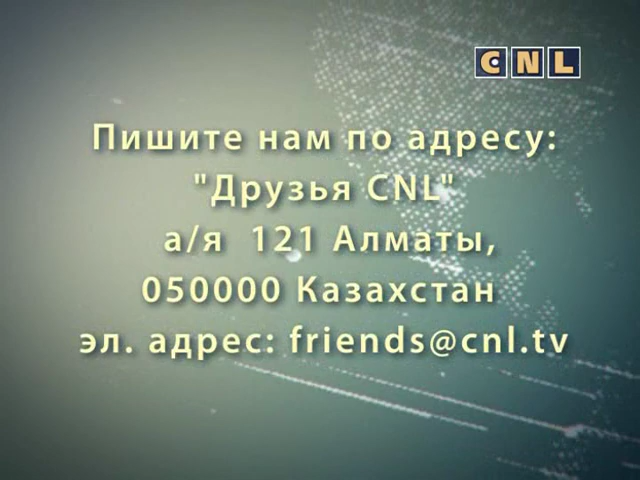 CNL
Пишите нам по адресу:
"Друзья CNL"
а/я 121 Алматы,
050000 Казахстан
эл. адрес: friends@cnl.tv